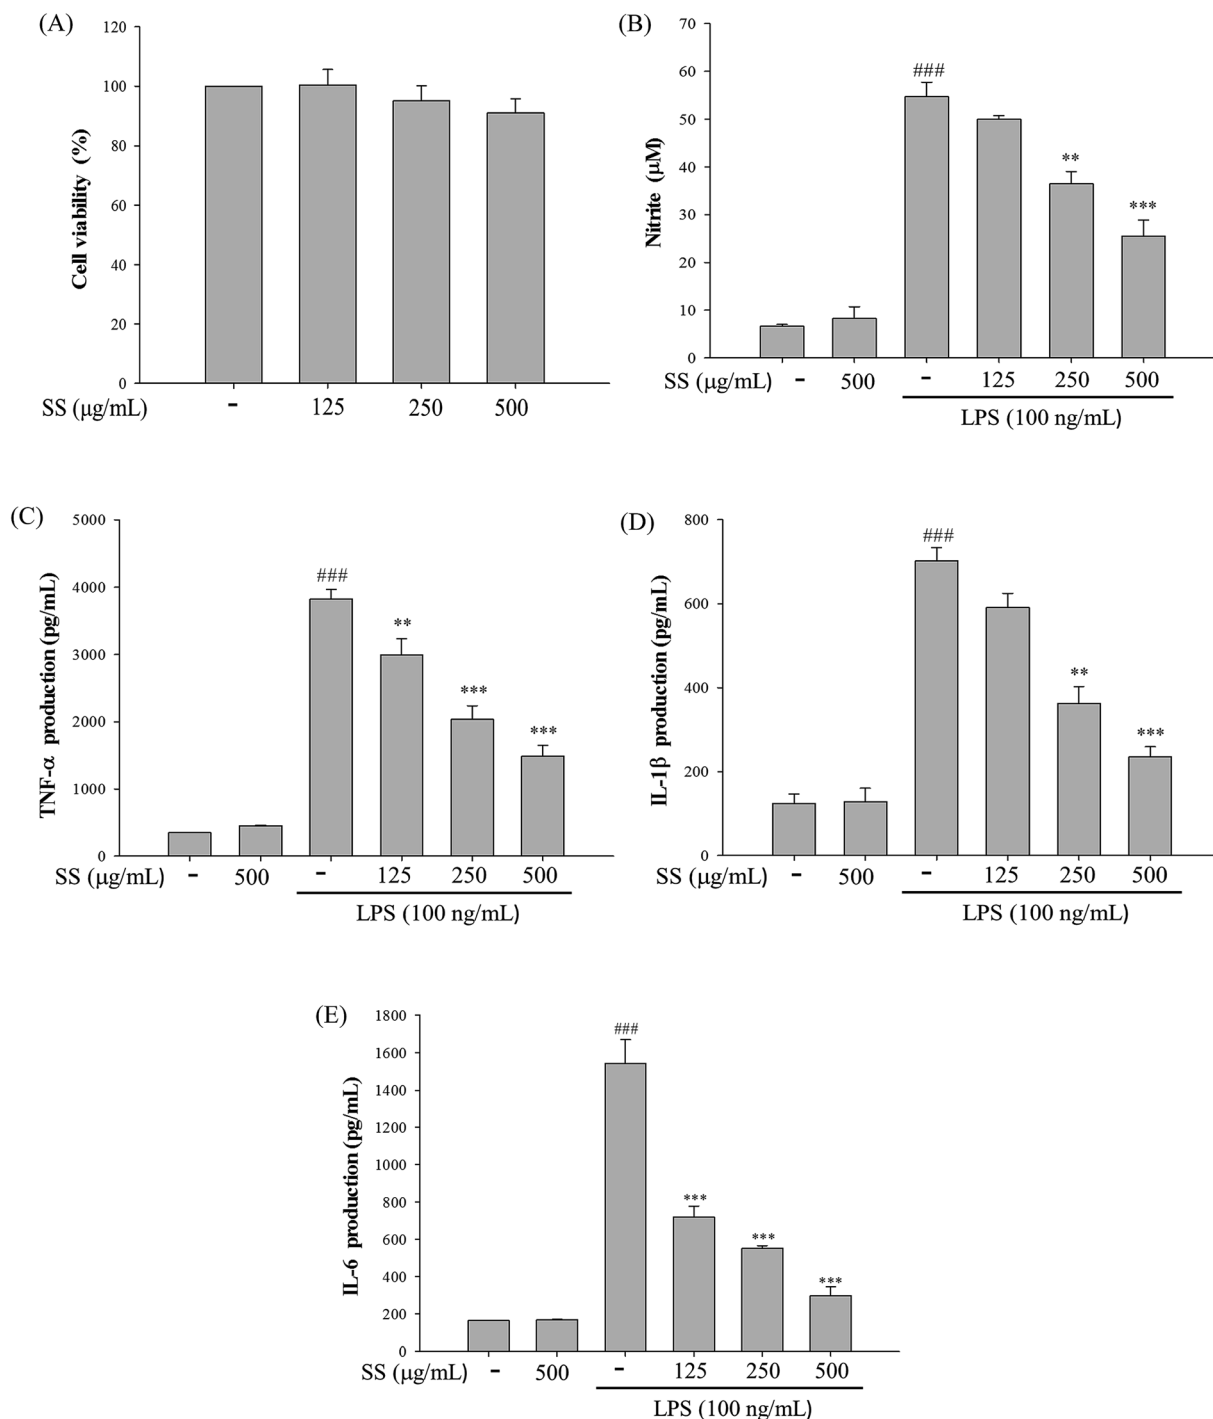 (A)
120
100
80
60
40
20
0
Cell viability (%)
SS (μg/mL) - 125 250 500
(B)
70
60
50
40
30
20
10
0
Nitrite (μM)
###
**
***
SS (μg/mL) - 500 - 125 250 500
LPS (100 ng/mL)
(C)
5000
4000
3000
2000
1000
0
TNF-α production (pg/mL)
###
**
***
***
SS (μg/mL) - 500 - 125 250 500
LPS (100 ng/mL)
(D)
800
600
400
200
0
IL-1β production (pg/mL)
###
**
***
SS (μg/mL) - 500 - 125 250 500
LPS (100 ng/mL)
(E)
1800
1600
1400
1200
1000
800
600
400
200
0
IL-6 production (pg/mL)
###
***
***
***
SS (μg/mL) - 500 - 125 250 500
LPS (100 ng/mL)